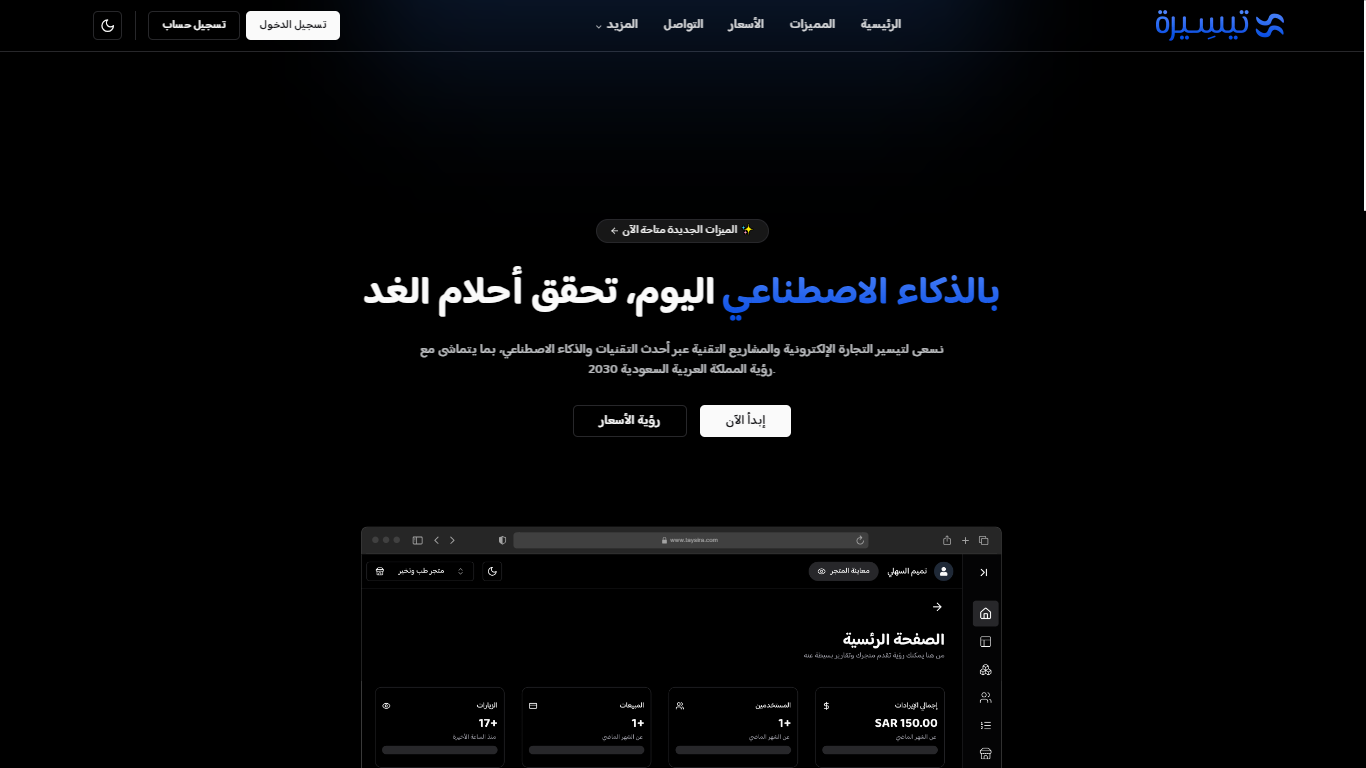 تيسيرة
الرئيسية
المميزات
الأسعار
التواصل
المزيد
تسجيل الدخول
تسجيل حساب
✨ الميزات الجديدة متاحة الآن ←
بالذكاء الاصطناعي اليوم، تحقق أحلام الغد
نسعى لتيسير التجارة الإلكترونية والمشاريع التقنية عبر أحدث التقنيات والذكاء الاصطناعي، بما يتماشى مع
رؤية المملكة العربية السعودية 2030.
إبدأ الآن
رؤية الأسعار
www.taysira.com
تميم السهلي
معاينة المتجر
متجر طب وتخير
الصفحة الرئسية
من هنا يمكنك رؤية تقدم متجرك وتقارير بسيطة عنه
إجمالي الإيرادات
$
SAR 150.00
عن الشهر الماضي
المستخدمين
+1
عن الشهر الماضي
المبيعات
+1
عن الشهر الماضي
الزيارات
+17
منذ الساعة الأخيرة